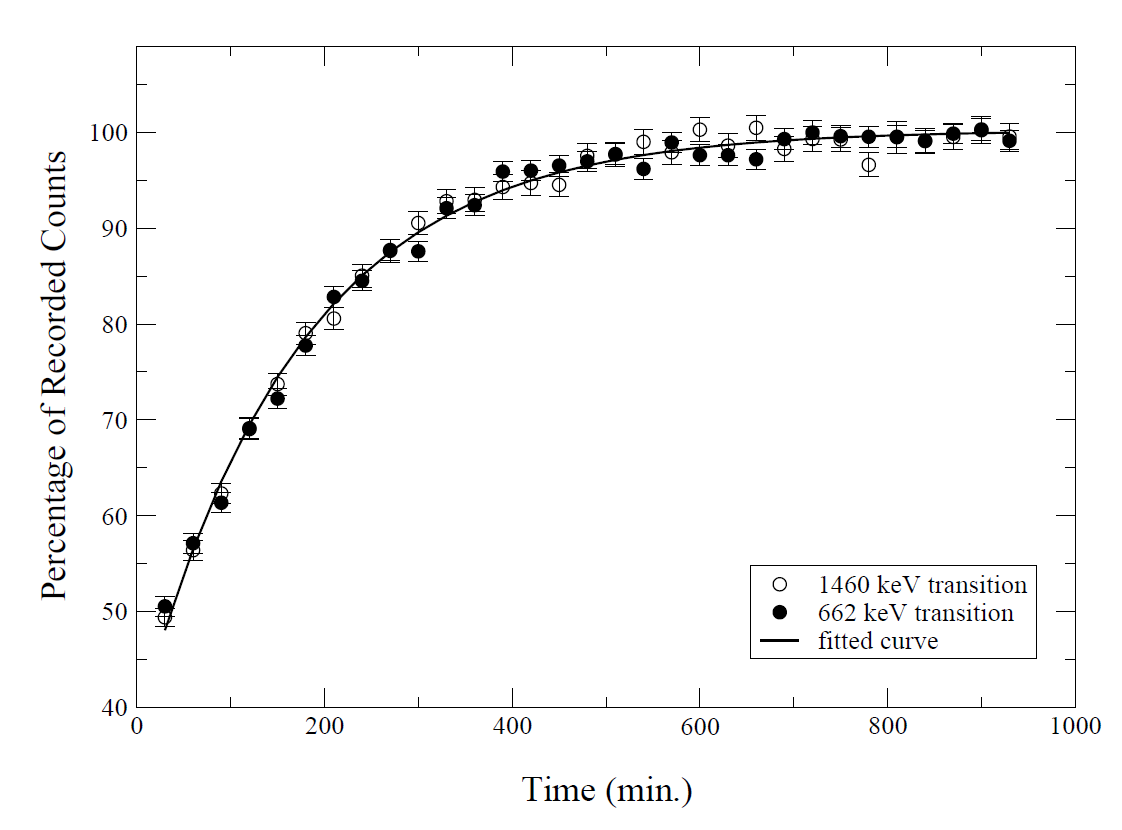 Percentage of Recorded Counts
100
90
80
70
60
50
40
0 200 400 600 800 1000
Time (min.)
1460 keV transition
662 keV transition
fitted curve